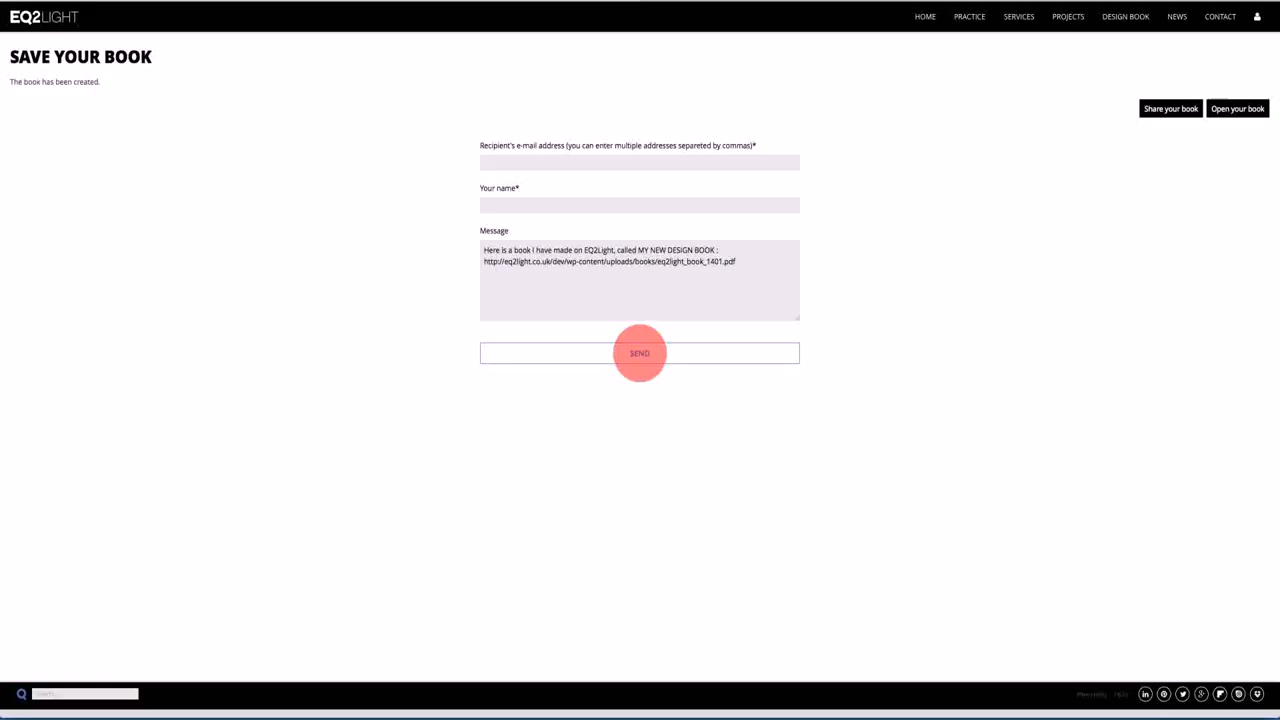 EQ2LIGHT
HOME PRACTICE SERVICES PROJECTS DESIGN BOOK NEWS CONTACT
SAVE YOUR BOOK
The book has been created.
Share your book Open your book
Recipient's e-mail address (you can enter multiple addresses separeted by commas)*
Your name*
Message
Here is a book I have made on EQ2Light, called MY NEW DESIGN BOOK :
http://eq2light.co.uk/dev/wp-content/uploads/books/eq2light_book_1401.pdf
SEND